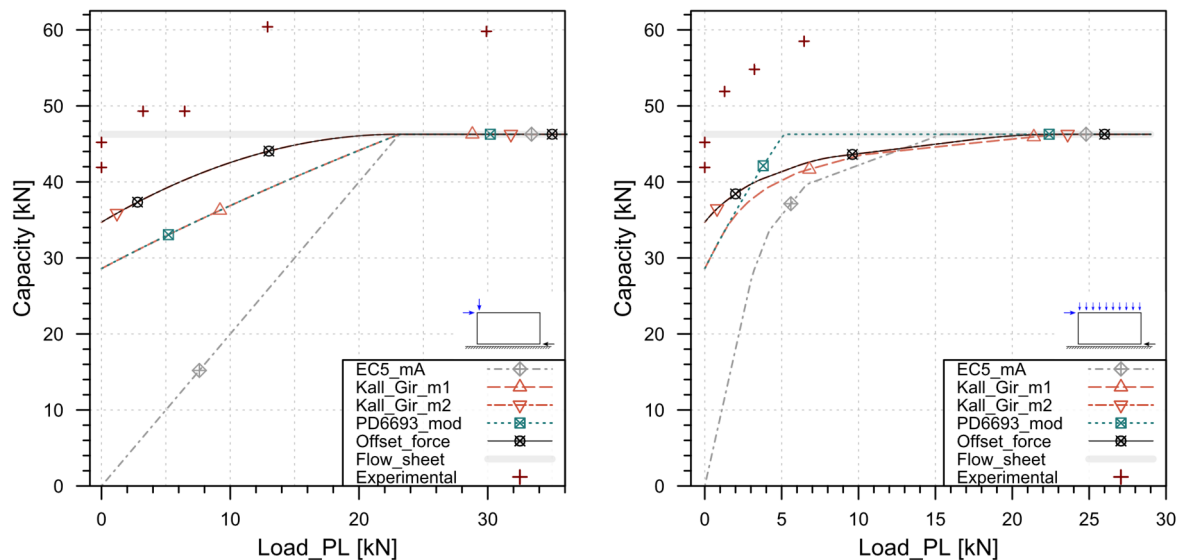 60
50
40
30
20
10
0
Capacity [kN]
EC5_mA
Kall_Gir_m1
Kall_Gir_m2
PD6693_mod
Offset_force
Flow_sheet
Experimental
0 10 20 30
Load_PL [kN]
60
50
40
30
20
10
0
Capacity [kN]
EC5_mA
Kall_Gir_m1
Kall_Gir_m2
PD6693_mod
Offset_force
Flow_sheet
Experimental
0 5 10 15 20 25 30
Load_PL [kN]